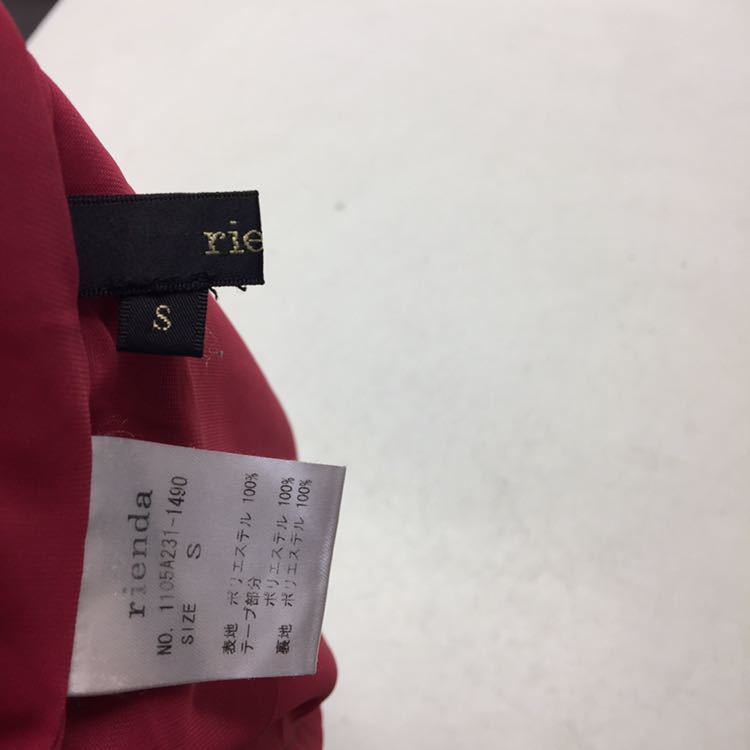 rie
S
rienda
NO. 1105A231-1490
SIZE S
表地 ポリエステル 100%
テープ部分
ポリエステル 100%
裏地 ポリエステル 100%